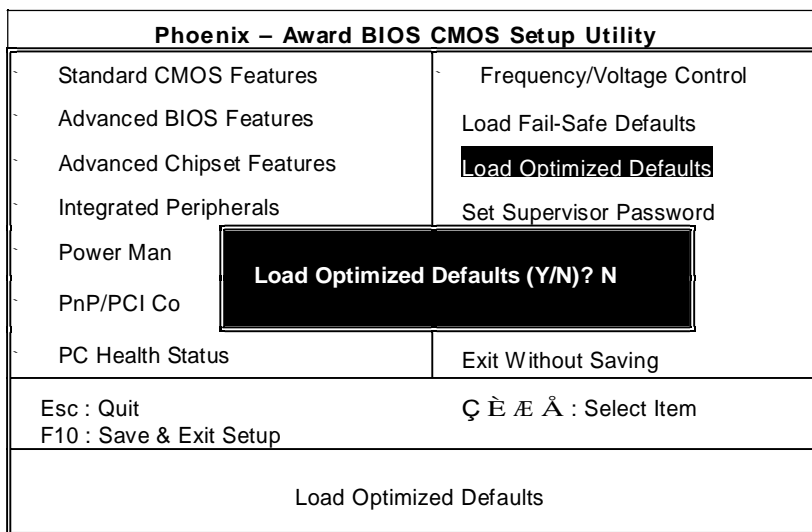 Phoenix – Award BIOS CMOS Setup Utility
` Standard CMOS Features
` Advanced BIOS Features
` Advanced Chipset Features
` Integrated Peripherals
` Power Man
` PnP/PCI Co
` PC Health Status
` Frequency/Voltage Control
Load Fail-Safe Defaults
Load Optimized Defaults
Set Supervisor Password
Load Optimized Defaults (Y/N)? N
Exit Without Saving
Esc : Quit
F10 : Save & Exit Setup
Ç È Æ Å : Select Item
Load Optimized Defaults